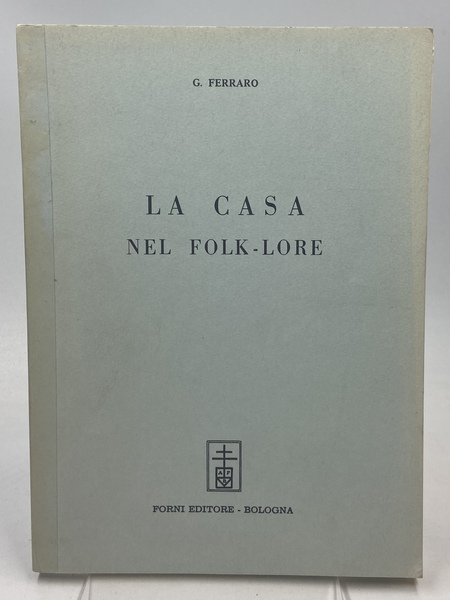 G. FERRARO
LA CASA
NEL FOLK-LORE
FORNI EDITORE - BOLOGNA